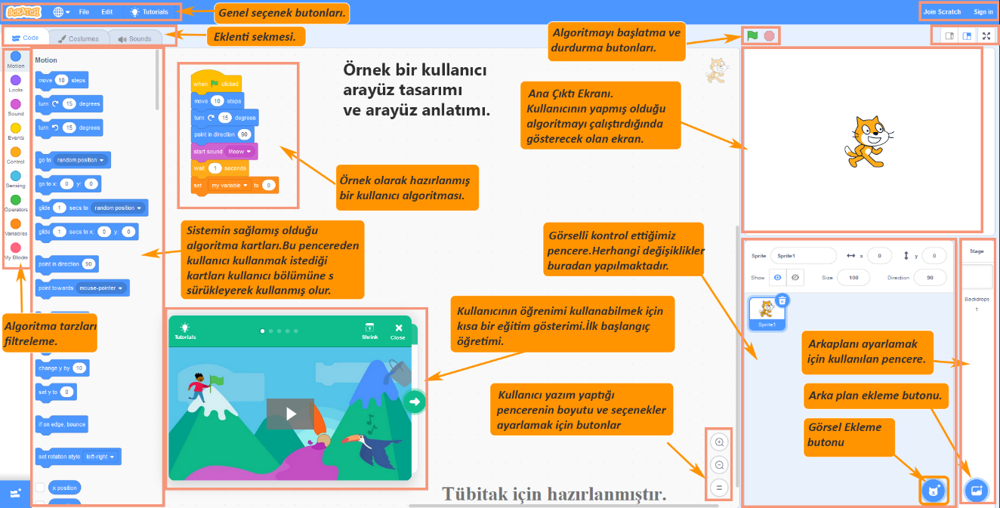 SCRATCH
File
Edit
Tutorials
Genel seçenek butonları.
Join Scratch
Sign in
Code
Costumes
Sounds
Eklenti sekmesi.
Algoritmayı başlatma ve
durdurma butonları.
Motion
Looks
Sound
Events
Control
Sensing
Operators
Variables
My Blocks
Algoritma tarzları
filtreleme.
Motion
move 10 steps
turn 15 degrees
turn 15 degrees
go to random position
go to x: 0 y: 0
glide 1 secs to random position
glide 1 secs to x: 0 y: 0
point in direction 90
point towards mouse-pointer
change y by 10
set y to 0
if on edge, bounce
set rotation style left-right
x position
when clicked
move 10 steps
turn 15 degrees
point in direction 90
start sound Meow
wait 1 seconds
set my variable to 0
Örnek bir kullanıcı
arayüz tasarımı
ve arayüz anlatımı.
Ana Çıktı Ekranı.
Kullanıcının yapmış olduğu
algoritmayı çalıştırdığında
gösterecek olan ekran.
Örnek olarak hazırlanmış
bir kullanıcı algoritması.
Sistemin sağlamış olduğu
algoritma kartları.Bu pencereden
kullanıcı kullanmak istediği
kartları kullanıcı bölümüne s
sürükleyerek kullanmış olur.
Görselli kontrol ettiğimiz
pencere.Herhangi değişiklikler
buradan yapılmaktadır.
Kullanıcının öğrenimi kullanabilmek için
kısa bir eğitim gösterimi.İlk başlangıç
öğretimi.
Tutorials
Shrink
Close
Kullanıcı yazım yaptığı
pencerenin boyutu ve seçenekler
ayarlamak için butonlar
Sprite Sprite1 x 0 y 0
Show Size 100 Direction 90
Sprite1
Stage
Backdrops
1
Arkaplanı ayarlamak
için kullanılan pencere.
Arka plan ekleme butonu.
Görsel Ekleme
butonu
Tübitak için hazırlanmıştır.